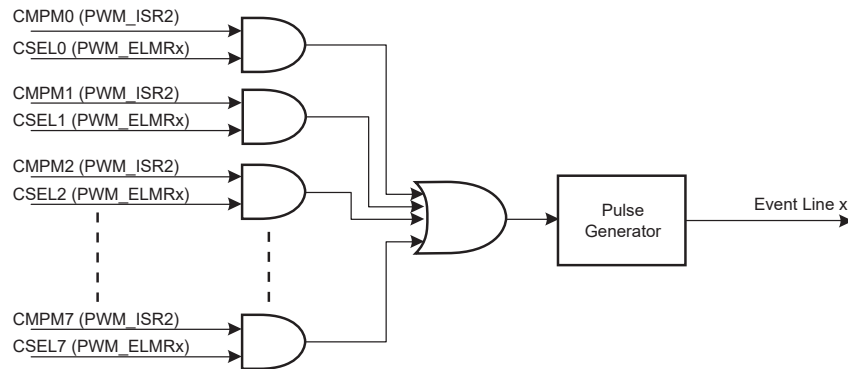 CMPM0 (PWM_ISR2)
CSEL0 (PWM_ELMRx)
CMPM1 (PWM_ISR2)
CSEL1 (PWM_ELMRx)
CMPM2 (PWM_ISR2)
CSEL2 (PWM_ELMRx)
CMPM7 (PWM_ISR2)
CSEL7 (PWM_ELMRx)
Pulse
Generator
Event Line x